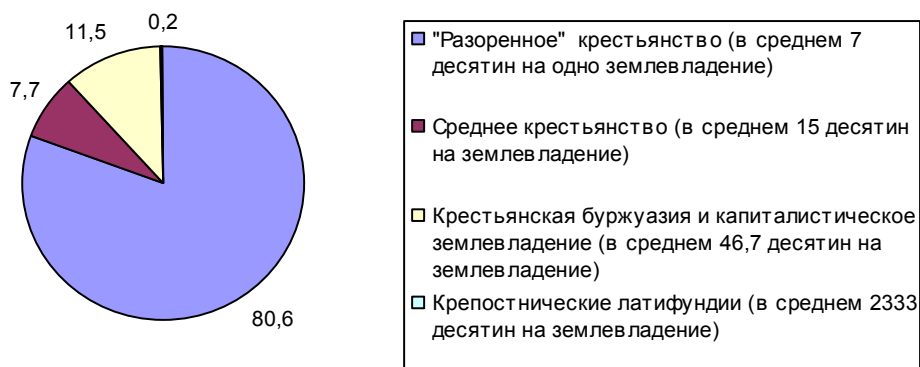 0,2
11,5
7,7
80,6
"Разоренное" крестьянство (в среднем 7
десятин на одно землевладение)
Среднее крестьянство (в среднем 15 десятин
на землевладение)
Крестьянская буржуазия и капиталистическое
землевладение (в среднем 46,7 десятин на
землевладение)
Крепостнические латифундии (в среднем 2333
десятин на землевладение)